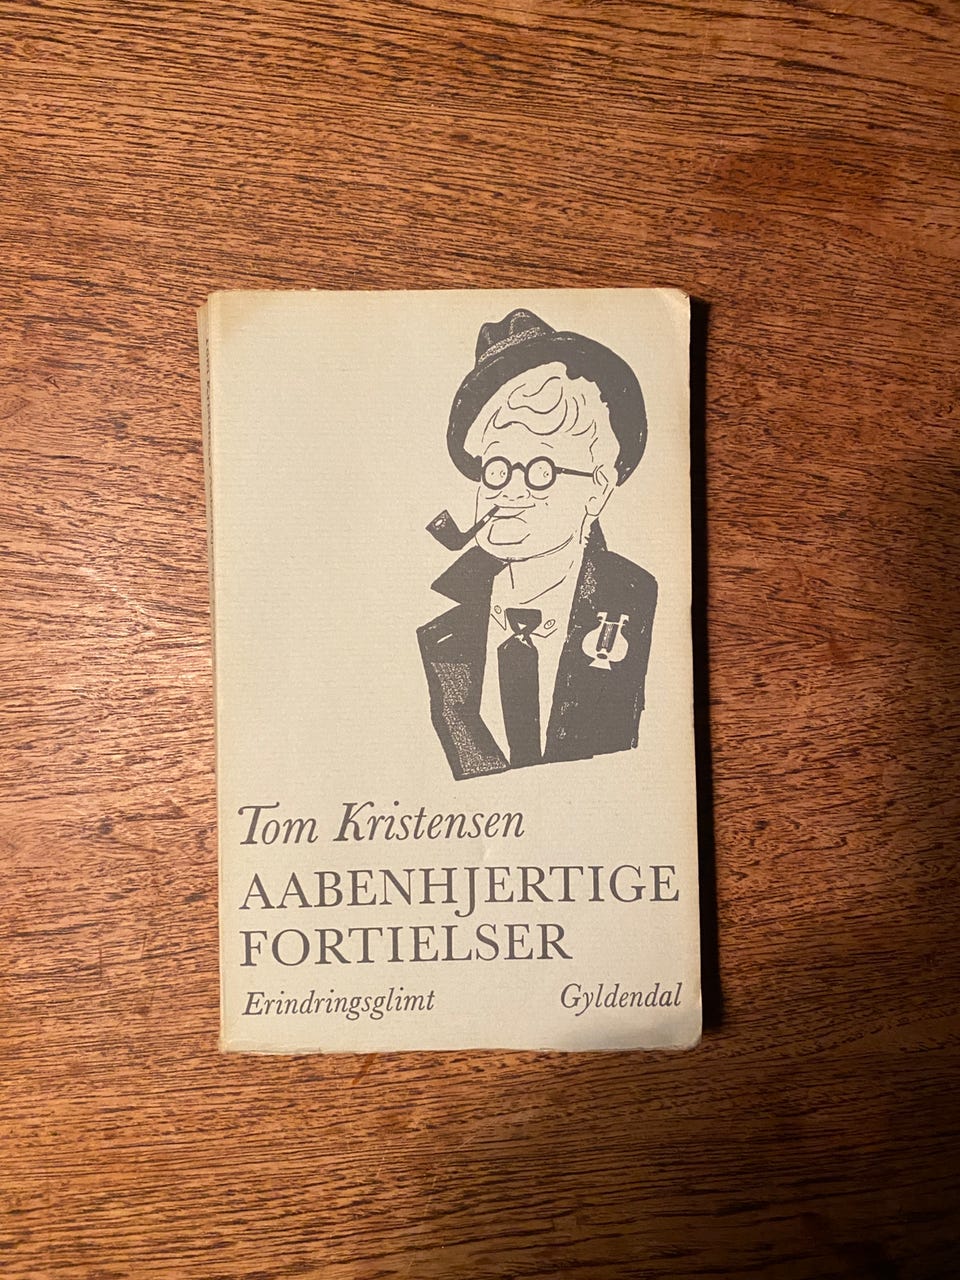 Tom Kristensen
AABENHJERTIGE
FORTIELSER
Erindringsglimt Gyldendal